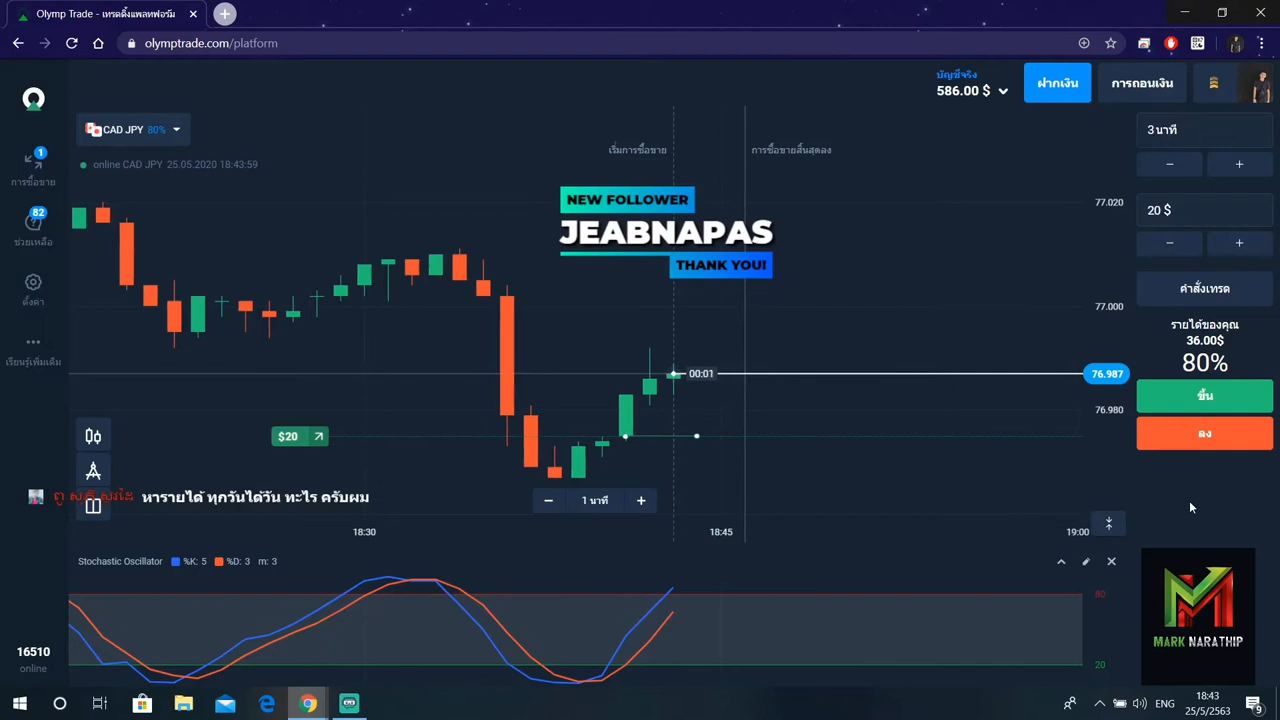 Olymp Trade - เทรดดิ้งแพลทฟอร์ม
olymptrade.com/platform
บัญชีจริง
586.00 $
ฝากเงิน
การถอนเงิน
CAD JPY 80%
online CAD JPY 25.05.2020 18:43:59
1
การซื้อขาย
82
ช่วยเหลือ
ตั้งค่า
เรียนรู้เพิ่มเติม
16510
online
เริ่มการซื้อขาย
การซื้อขายสิ้นสุดลง
NEW FOLLOWER
JEABNAPAS
THANK YOU!
77.020
77.000
76.987
76.980
00:01
$20
หารายได้ ทุกวันได้วัน ทะไร ครับผม
1 นาที
18:30
18:45
19:00
Stochastic Oscillator %K: 5 %D: 3 m: 3
80
20
3 นาที
20 $
คำสั่งเทรด
รายได้ของคุณ
36.00$
80%
ขึ้น
ลง
MARK NARATHIP
ENG
18:43
25/5/2563
9